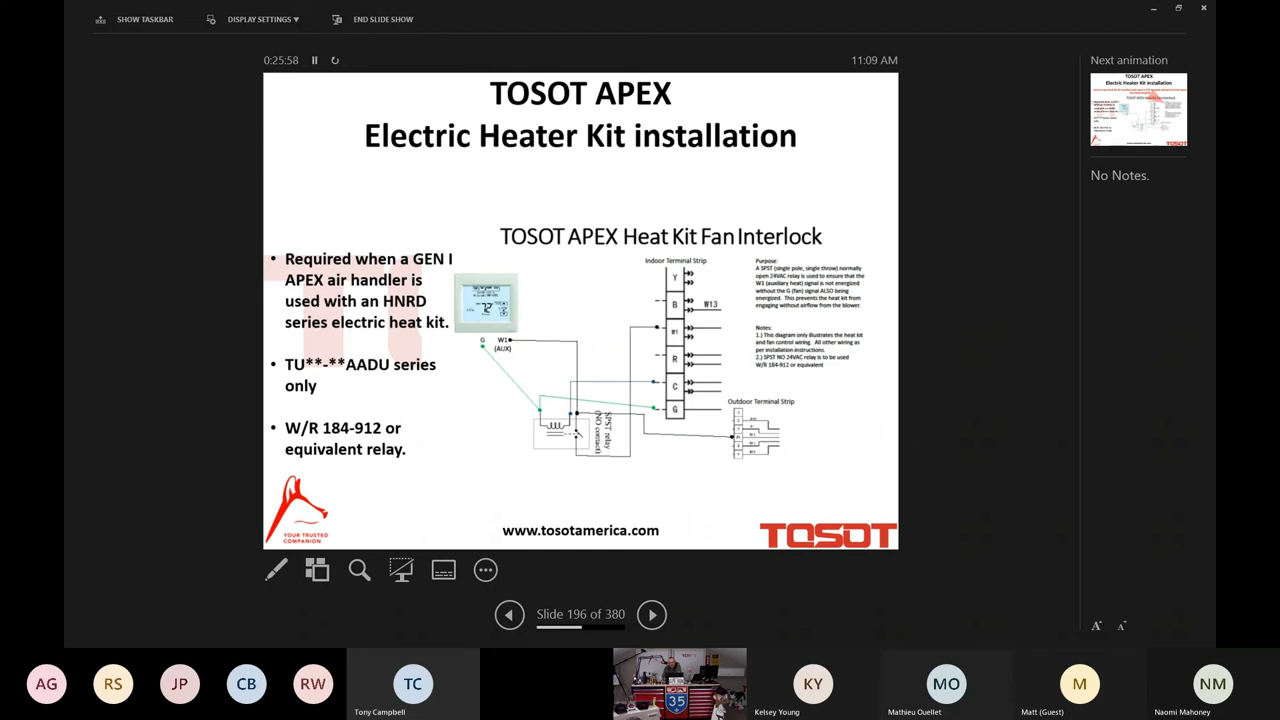 SHOW TASKBAR
DISPLAY SETTINGS ▾
END SLIDE SHOW
0:25:58
11:09 AM
Next animation
TOSOT APEX
Electric Heater Kit installation
No Notes.
TOSOT APEX
Electric Heater Kit installation
TOSOT APEX Heat Kit Fan Interlock
• Required when a GEN I
APEX air handler is
used with an HNRD
series electric heat kit.
• TU**-**AADU series
only
• W/R 184-912 or
equivalent relay.
72
G W1
(AUX)
Indoor Terminal Strip
Y
B
W13
W1
R
C
G
SPST relay
(NO contact)
Purpose:
A SPST (single pole, single throw) normally
open 24VAC relay is used to ensure that the
W1 (auxiliary heat) signal is not energized
without the G (fan) signal ALSO being
energized. This prevents the heat kit from
engaging without airflow from the blower.
Notes:
1.) This diagram only illustrates the heat kit
and fan control wiring. All other wiring as
per installation instructions.
2.) SPST NO 24VAC relay is to be used
W/R 184-912 or equivalent
Outdoor Terminal Strip
YOUR TRUSTED
COMPANION
www.tosotamerica.com
TOSOT
TOSOT
Slide 196 of 380
A A
AG
RS
JP
CB
RW
TC
Tony Campbell
35
KY
Kelsey Young
MO
Mathieu Ouellet
M
Matt (Guest)
NM
Naomi Mahoney